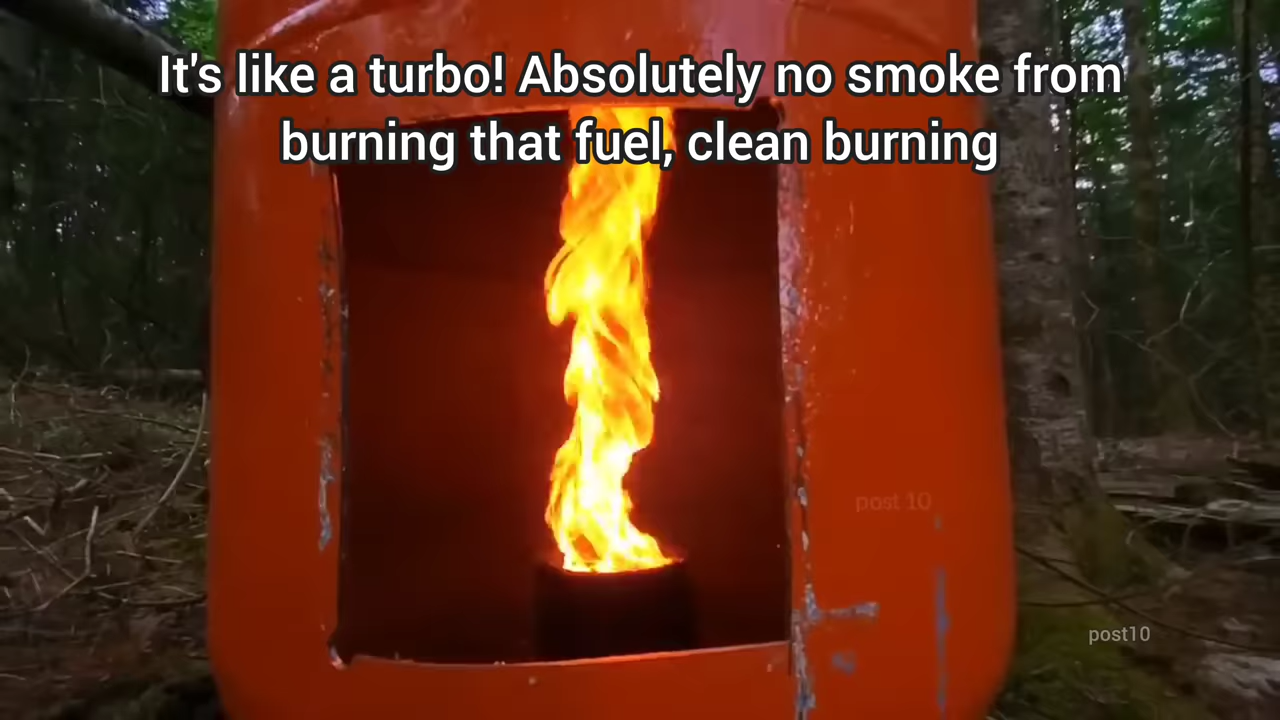 It's like a turbo! Absolutely no smoke from
burning that fuel, clean burning
post 10
post10